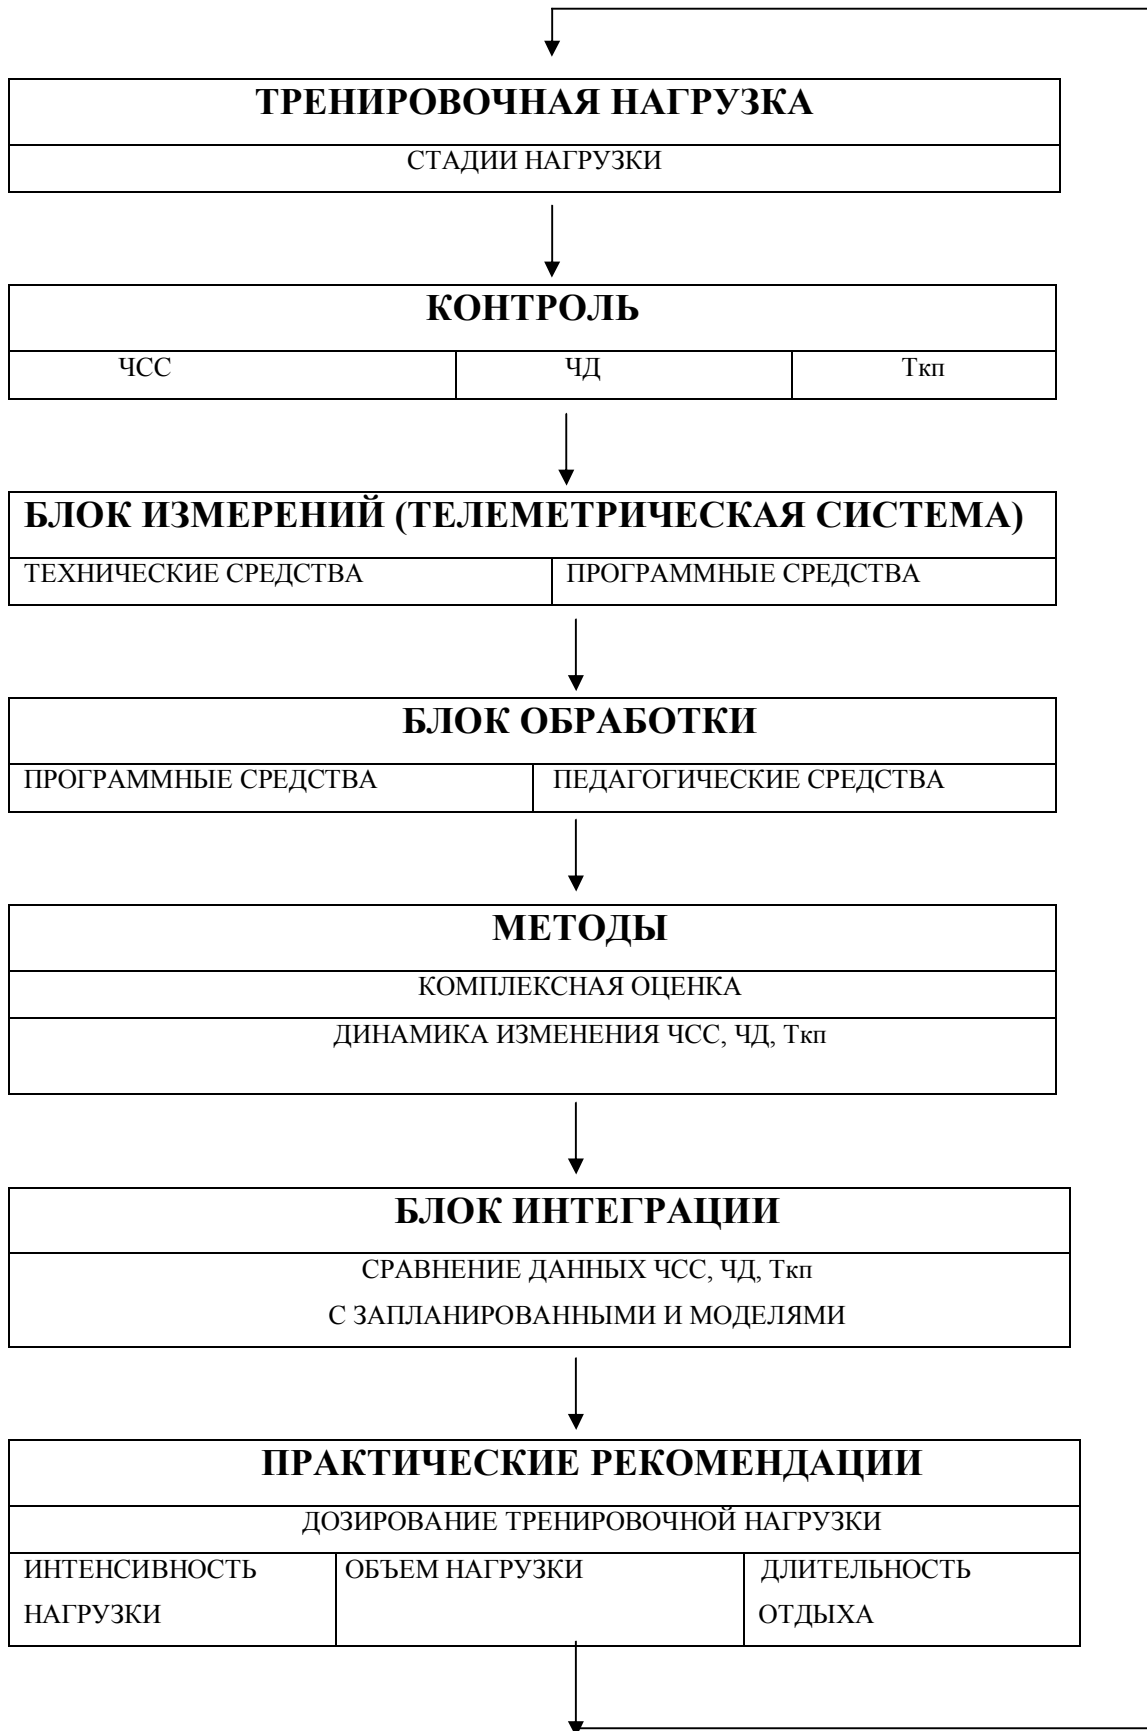 ТРЕНИРОВОЧНАЯ НАГРУЗКА
СТАДИИ НАГРУЗКИ
КОНТРОЛЬ
ЧСС
ЧД
Ткп
БЛОК ИЗМЕРЕНИЙ (ТЕЛЕМЕТРИЧЕСКАЯ СИСТЕМА)
ТЕХНИЧЕСКИЕ СРЕДСТВА
ПРОГРАММНЫЕ СРЕДСТВА
БЛОК ОБРАБОТКИ
ПРОГРАММНЫЕ СРЕДСТВА
ПЕДАГОГИЧЕСКИЕ СРЕДСТВА
МЕТОДЫ
КОМПЛЕКСНАЯ ОЦЕНКА
ДИНАМИКА ИЗМЕНЕНИЯ ЧСС, ЧД, Ткп
БЛОК ИНТЕГРАЦИИ
СРАВНЕНИЕ ДАННЫХ ЧСС, ЧД, Ткп
С ЗАПЛАНИРОВАННЫМИ И МОДЕЛЯМИ
ПРАКТИЧЕСКИЕ РЕКОМЕНДАЦИИ
ДОЗИРОВАНИЕ ТРЕНИРОВОЧНОЙ НАГРУЗКИ
ИНТЕНСИВНОСТЬ
НАГРУЗКИ
ОБЪЕМ НАГРУЗКИ
ДЛИТЕЛЬНОСТЬ
ОТДЫХА